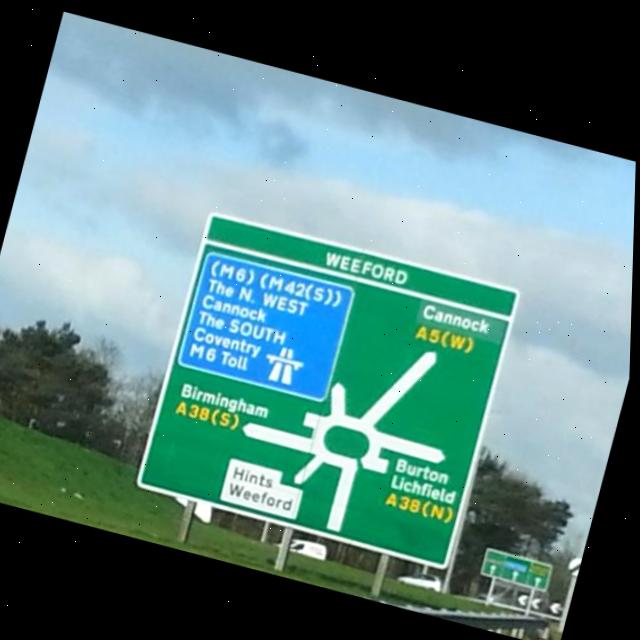 WEEFORD
(M6) (M42(S))
The N. WEST
Cannock
The SOUTH
Coventry
M6 Toll
Cannock
A5(W)
Birmingham
A38(S)
Burton
Lichfield
A38(N)
Hints
Weeford